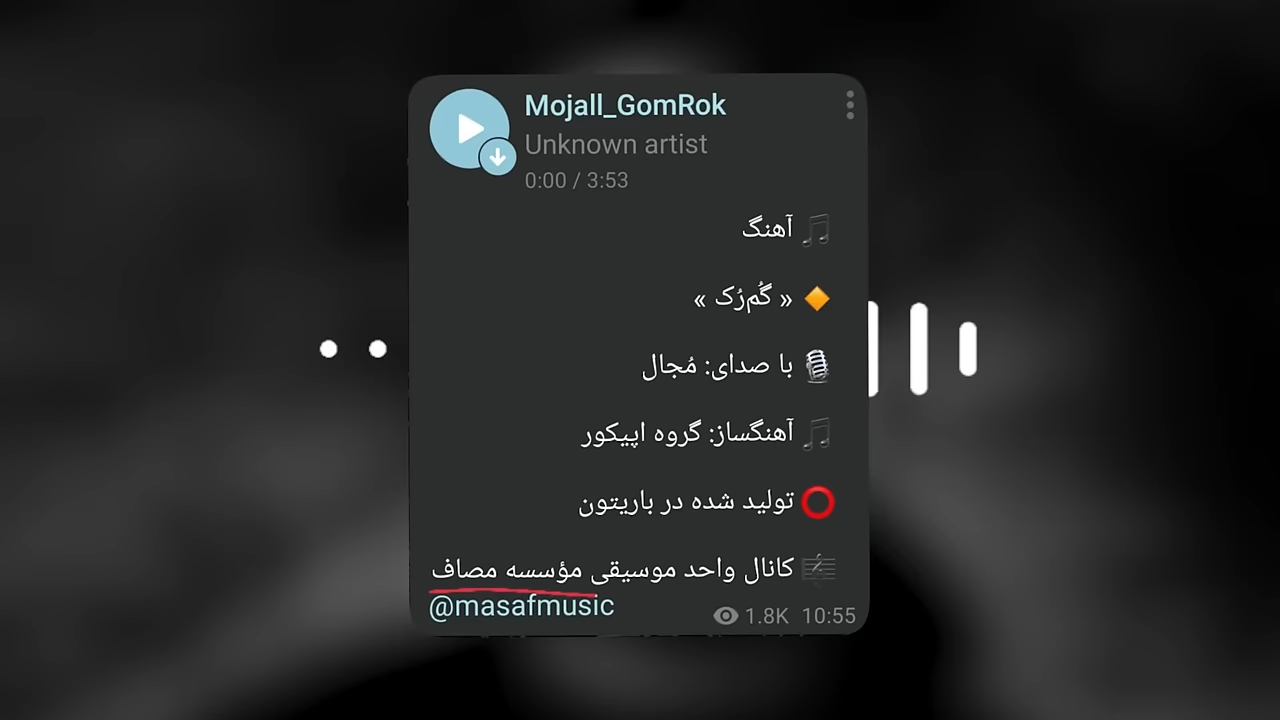 Mojall_GomRok
Unknown artist
0:00 / 3:53
آهنگ
« گُم‌رُک »
با صدای: مُجال
آهنگساز: گروه اپیکور
تولید شده در باریتون
کانال واحد موسیقی مؤسسه مصاف
@masafmusic
1.8K 10:55